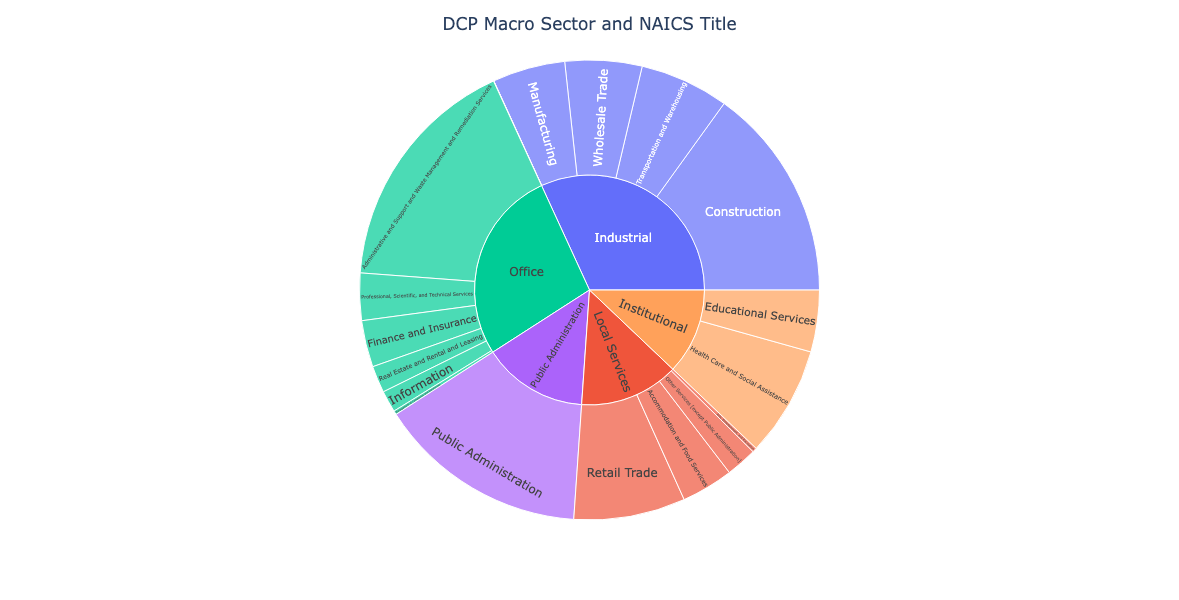 DCP Macro Sector and NAICS Title
Manufacturing
Wholesale Trade
Transportation and Warehousing
Construction
Industrial
Administrative and Support and Waste Management and Remediation Services
Office
Professional, Scientific, and Technical Services
Finance and Insurance
Real Estate and Rental and Leasing
Information
Public Administration
Public Administration
Local Services
Retail Trade
Accommodation and Food Services
Other Services (except Public Administration)
Institutional
Educational Services
Health Care and Social Assistance